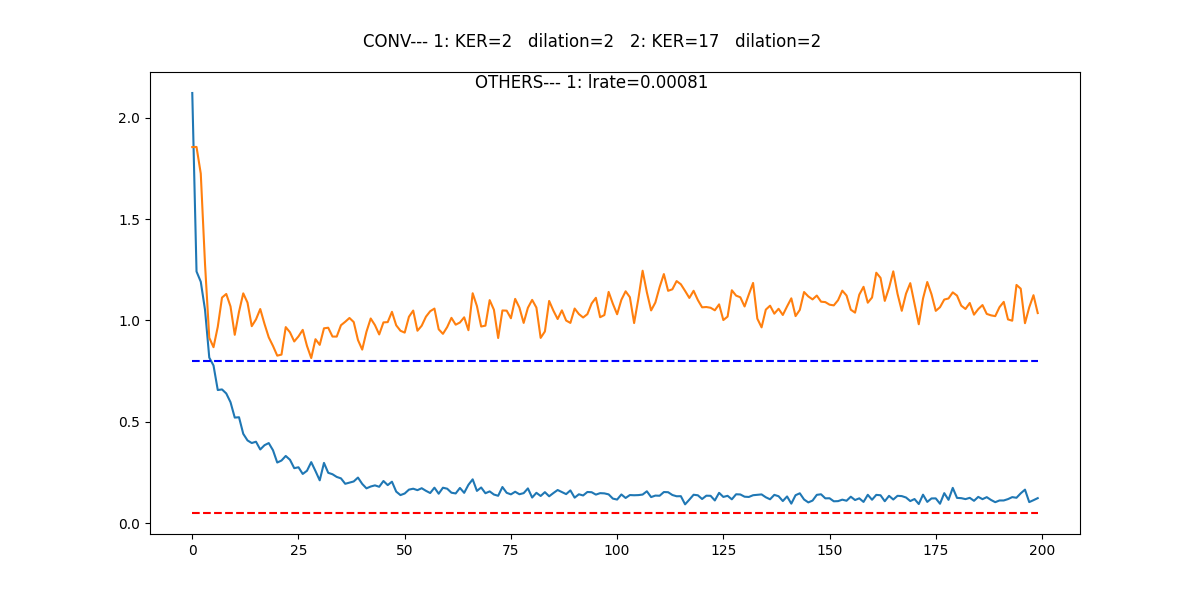 CONV--- 1: KER=2   dilation=2   2: KER=17   dilation=2
OTHERS--- 1: lrate=0.00081
2.0
1.5
1.0
0.5
0.0
0 25 50 75 100 125 150 175 200